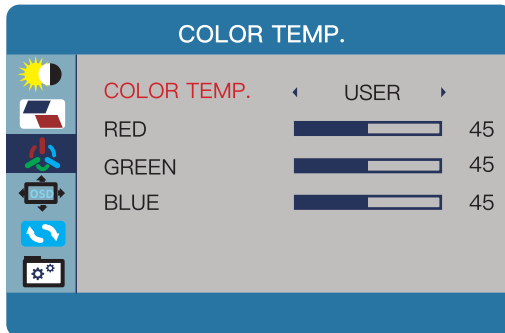 COLOR TEMP.
COLOR TEMP. USER
RED 45
GREEN 45
BLUE 45
OSD